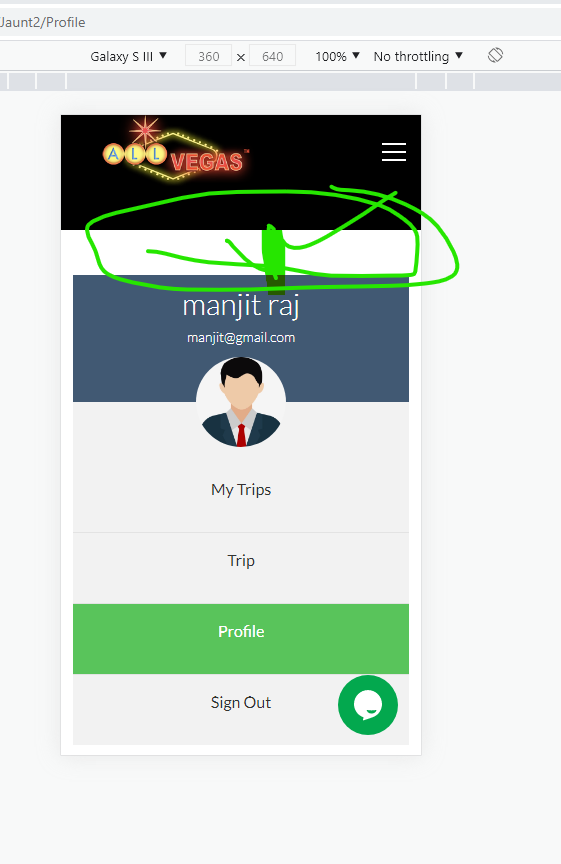 Jaunt2/Profile
Galaxy S III ▼ 360 × 640 100% ▼ No throttling ▼
ALL VEGAS™
manjit raj
manjit@gmail.com
My Trips
Trip
Profile
Sign Out